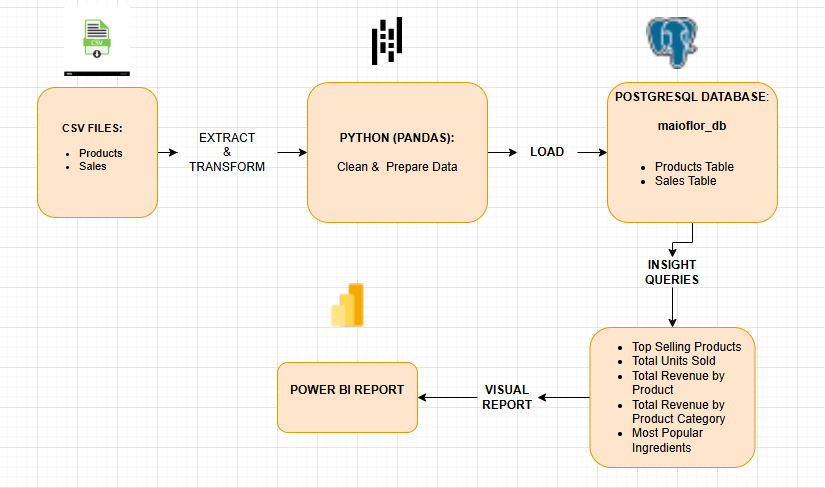 CSV
CSV FILES:
• Products
• Sales
EXTRACT
&
TRANSFORM
PYTHON (PANDAS):
Clean & Prepare Data
LOAD
POSTGRESQL DATABASE:
maioflor_db
• Products Table
• Sales Table
INSIGHT
QUERIES
• Top Selling Products
• Total Units Sold
• Total Revenue by
Product
• Total Revenue by
Product Category
• Most Popular
Ingredients
VISUAL
REPORT
POWER BI REPORT